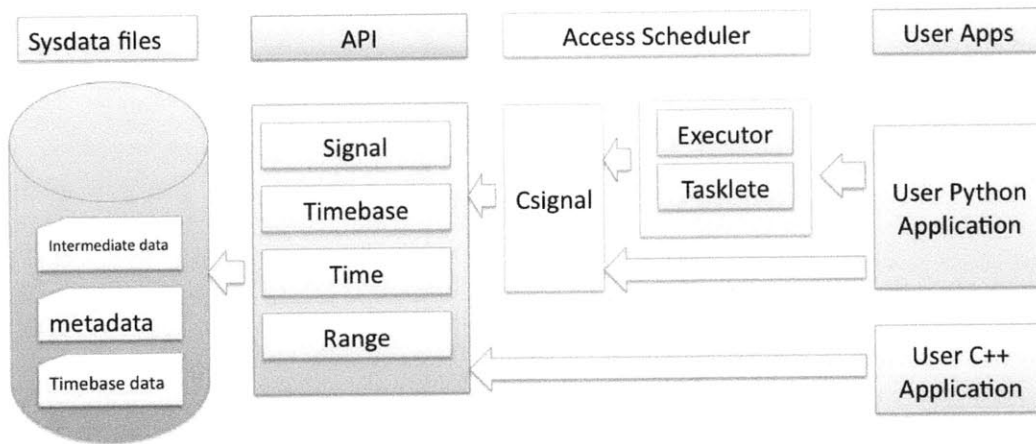 Sysdata files
API
Access Scheduler
User Apps
Intermediate data
metadata
Timebase data
Signal
Timebase
Time
Range
Csignal
Executor
Tasklete
User Python
Application
User C++
Application